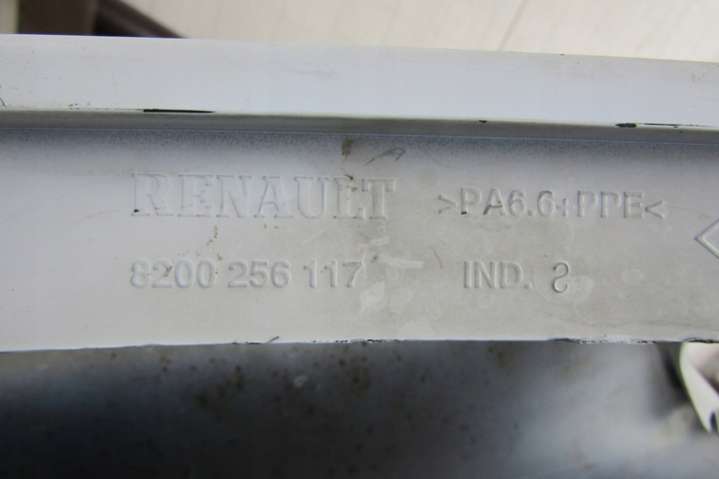 RENAULT >PA6.6+PPE<
8200 256 117 IND. 2